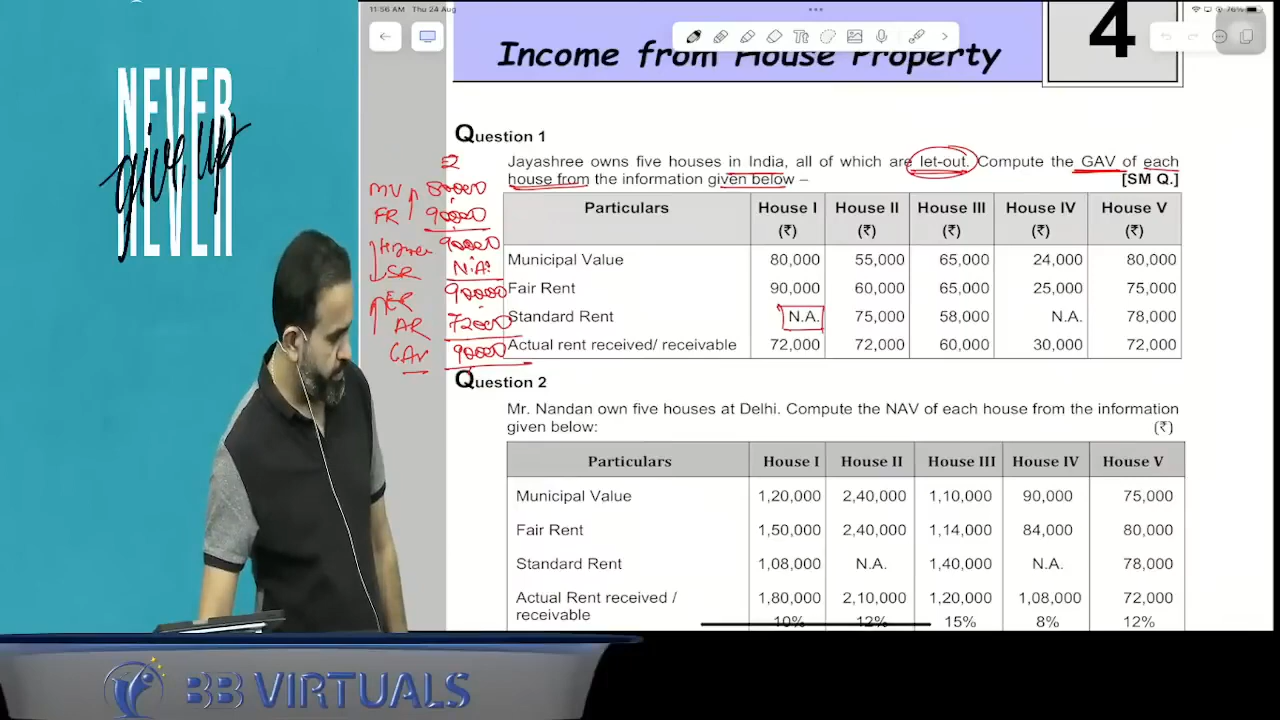 11:56 AM Thu 24 Aug
76%
NEVER
give up
NEVER
Income from House Property
4
Question 1
Jayashree owns five houses in India, all of which are let-out. Compute the GAV of each
house from the information given below –
[SM Q.]
MV 80000
FR 90000
Higher 90000
SR N.A.
ER 90000
AR 72000
GAV 90000
Particulars House I House II House III House IV House V
(₹) (₹) (₹) (₹) (₹)
Municipal Value 80,000 55,000 65,000 24,000 80,000
Fair Rent 90,000 60,000 65,000 25,000 75,000
Standard Rent N.A. 75,000 58,000 N.A. 78,000
Actual rent received/ receivable 72,000 72,000 60,000 30,000 72,000
Question 2
Mr. Nandan own five houses at Delhi. Compute the NAV of each house from the information
given below: (₹)
Particulars House I House II House III House IV House V
Municipal Value 1,20,000 2,40,000 1,10,000 90,000 75,000
Fair Rent 1,50,000 2,40,000 1,14,000 84,000 80,000
Standard Rent 1,08,000 N.A. 1,40,000 N.A. 78,000
Actual Rent received / 1,80,000 2,10,000 1,20,000 1,08,000 72,000
receivable
10% 12% 15% 8% 12%
BB VIRTUALS